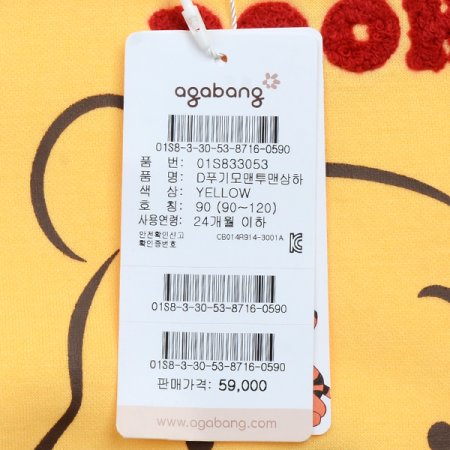 POOH
agabang
01S8-3-30-53-8716-0590
품 번: 01S833053
품 명: D푸기모맨투맨상하
색 상: YELLOW
호 칭: 90 (90~120)
사용연령: 24개월 이하
안전확인신고
확인증번호 CB014R914-3001A
01S8-3-30-53-8716-0590
01S8-3-30-53-8716-0590
판매가격: 59,000
www.agabang.com